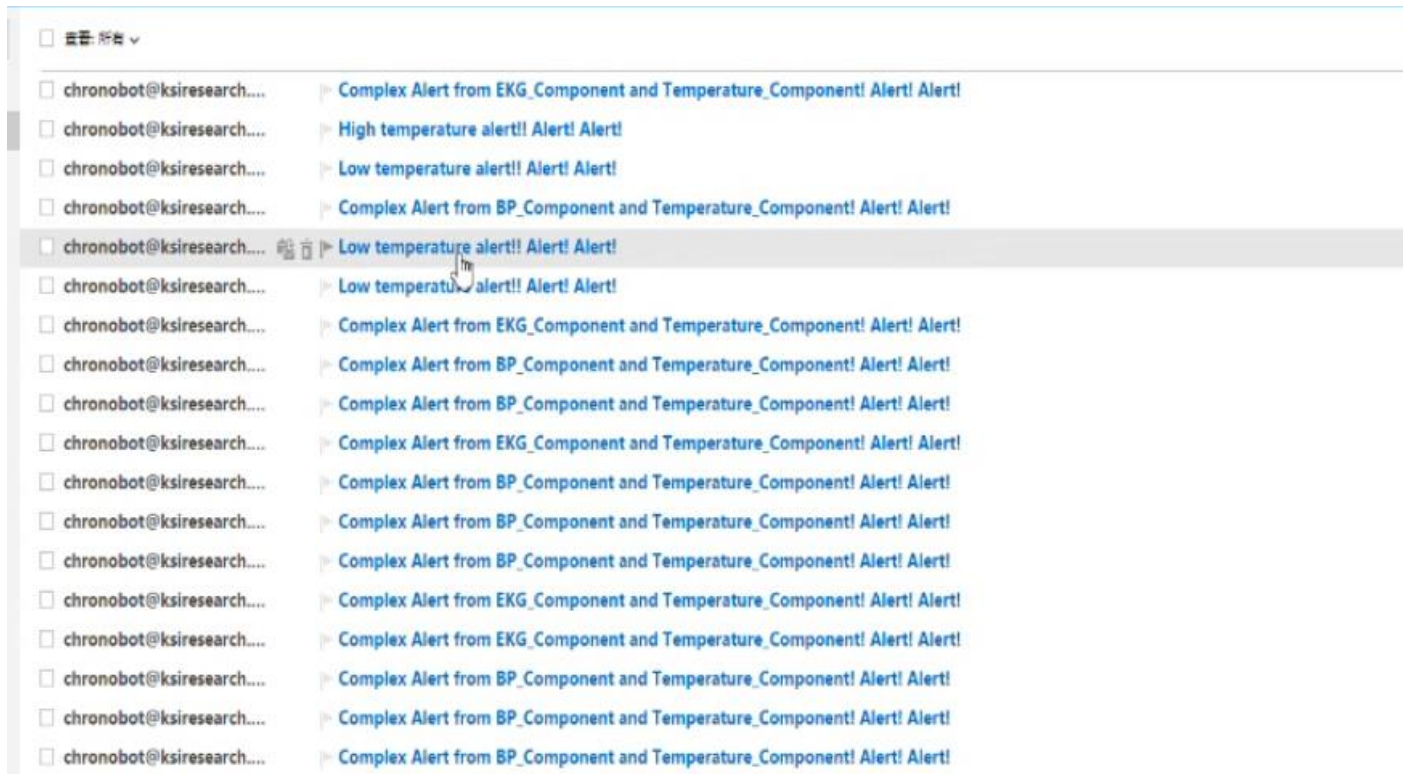 查看: 所有
chronobot@ksiresearch.... Complex Alert from EKG_Component and Temperature_Component! Alert! Alert!
chronobot@ksiresearch.... High temperature alert!! Alert! Alert!
chronobot@ksiresearch.... Low temperature alert!! Alert! Alert!
chronobot@ksiresearch.... Complex Alert from BP_Component and Temperature_Component! Alert! Alert!
chronobot@ksiresearch.... Low temperature alert!! Alert! Alert!
chronobot@ksiresearch.... Low temperature alert!! Alert! Alert!
chronobot@ksiresearch.... Complex Alert from EKG_Component and Temperature_Component! Alert! Alert!
chronobot@ksiresearch.... Complex Alert from BP_Component and Temperature_Component! Alert! Alert!
chronobot@ksiresearch.... Complex Alert from BP_Component and Temperature_Component! Alert! Alert!
chronobot@ksiresearch.... Complex Alert from EKG_Component and Temperature_Component! Alert! Alert!
chronobot@ksiresearch.... Complex Alert from BP_Component and Temperature_Component! Alert! Alert!
chronobot@ksiresearch.... Complex Alert from BP_Component and Temperature_Component! Alert! Alert!
chronobot@ksiresearch.... Complex Alert from BP_Component and Temperature_Component! Alert! Alert!
chronobot@ksiresearch.... Complex Alert from EKG_Component and Temperature_Component! Alert! Alert!
chronobot@ksiresearch.... Complex Alert from EKG_Component and Temperature_Component! Alert! Alert!
chronobot@ksiresearch.... Complex Alert from BP_Component and Temperature_Component! Alert! Alert!
chronobot@ksiresearch.... Complex Alert from BP_Component and Temperature_Component! Alert! Alert!
chronobot@ksiresearch.... Complex Alert from BP_Component and Temperature_Component! Alert! Alert!